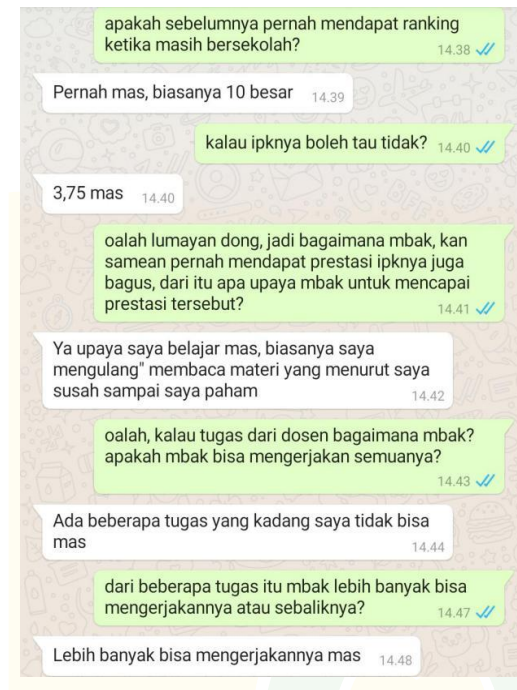 apakah sebelumnya pernah mendapat ranking
ketika masih bersekolah?
14.38
Pernah mas, biasanya 10 besar 14.39
kalau ipknya boleh tau tidak? 14.40
3,75 mas 14.40
oalah lumayan dong, jadi bagaimana mbak, kan
samean pernah mendapat prestasi ipknya juga
bagus, dari itu apa upaya mbak untuk mencapai
prestasi tersebut?
14.41
Ya upaya saya belajar mas, biasanya saya
mengulang" membaca materi yang menurut saya
susah sampai saya paham
14.42
oalah, kalau tugas dari dosen bagaimana mbak?
apakah mbak bisa mengerjakan semuanya?
14.43
Ada beberapa tugas yang kadang saya tidak bisa
mas
14.44
dari beberapa tugas itu mbak lebih banyak bisa
mengerjakannya atau sebaliknya?
14.47
Lebih banyak bisa mengerjakannya mas 14.48